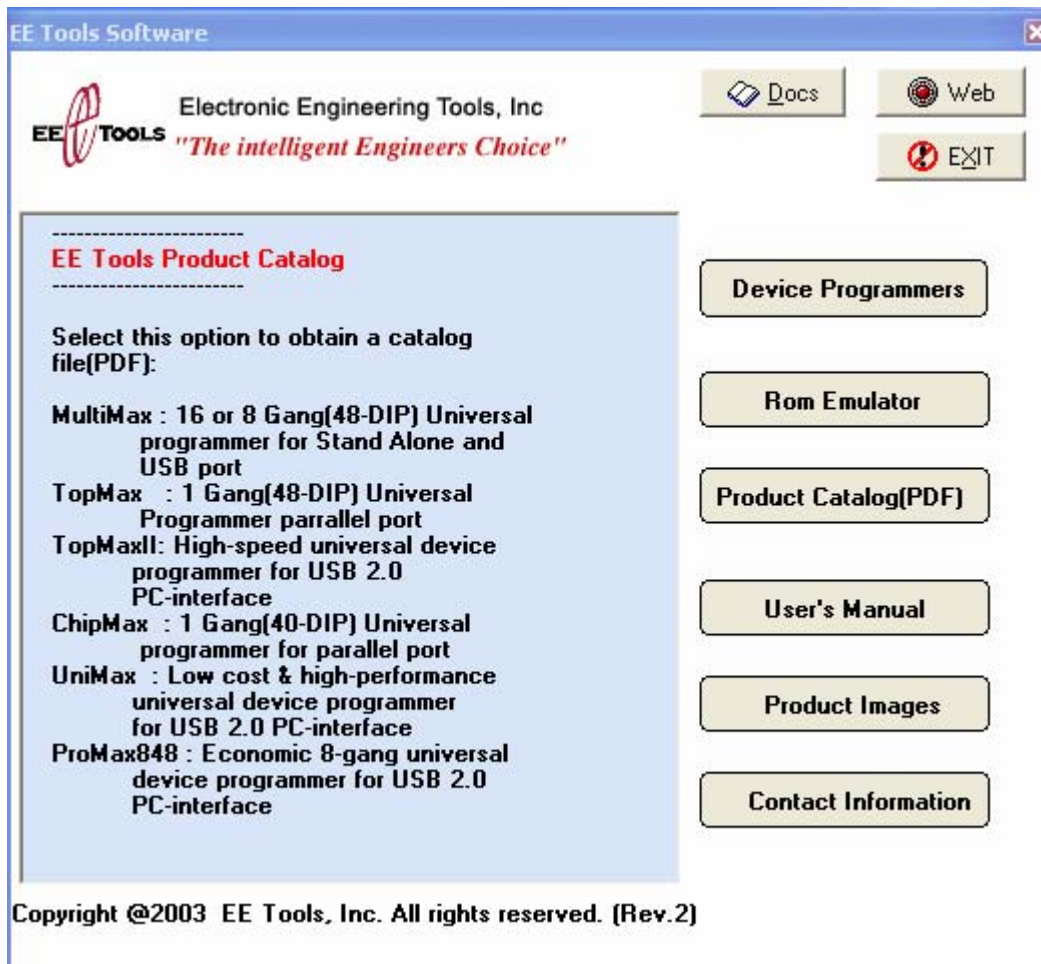 EE Tools Software
EE TOOLS
Electronic Engineering Tools, Inc
"The intelligent Engineers Choice"
Docs
Web
EXIT
------------------------
EE Tools Product Catalog
------------------------
Select this option to obtain a catalog
file(PDF):
MultiMax : 16 or 8 Gang(48-DIP) Universal
programmer for Stand Alone and
USB port
TopMax : 1 Gang(48-DIP) Universal
Programmer parrallel port
TopMaxII: High-speed universal device
programmer for USB 2.0
PC-interface
ChipMax : 1 Gang(40-DIP) Universal
programmer for parallel port
UniMax : Low cost & high-performance
universal device programmer
for USB 2.0 PC-interface
ProMax848 : Economic 8-gang universal
device programmer for USB 2.0
PC-interface
Device Programmers
Rom Emulator
Product Catalog(PDF)
User's Manual
Product Images
Contact Information
Copyright @2003 EE Tools, Inc. All rights reserved. (Rev.2)